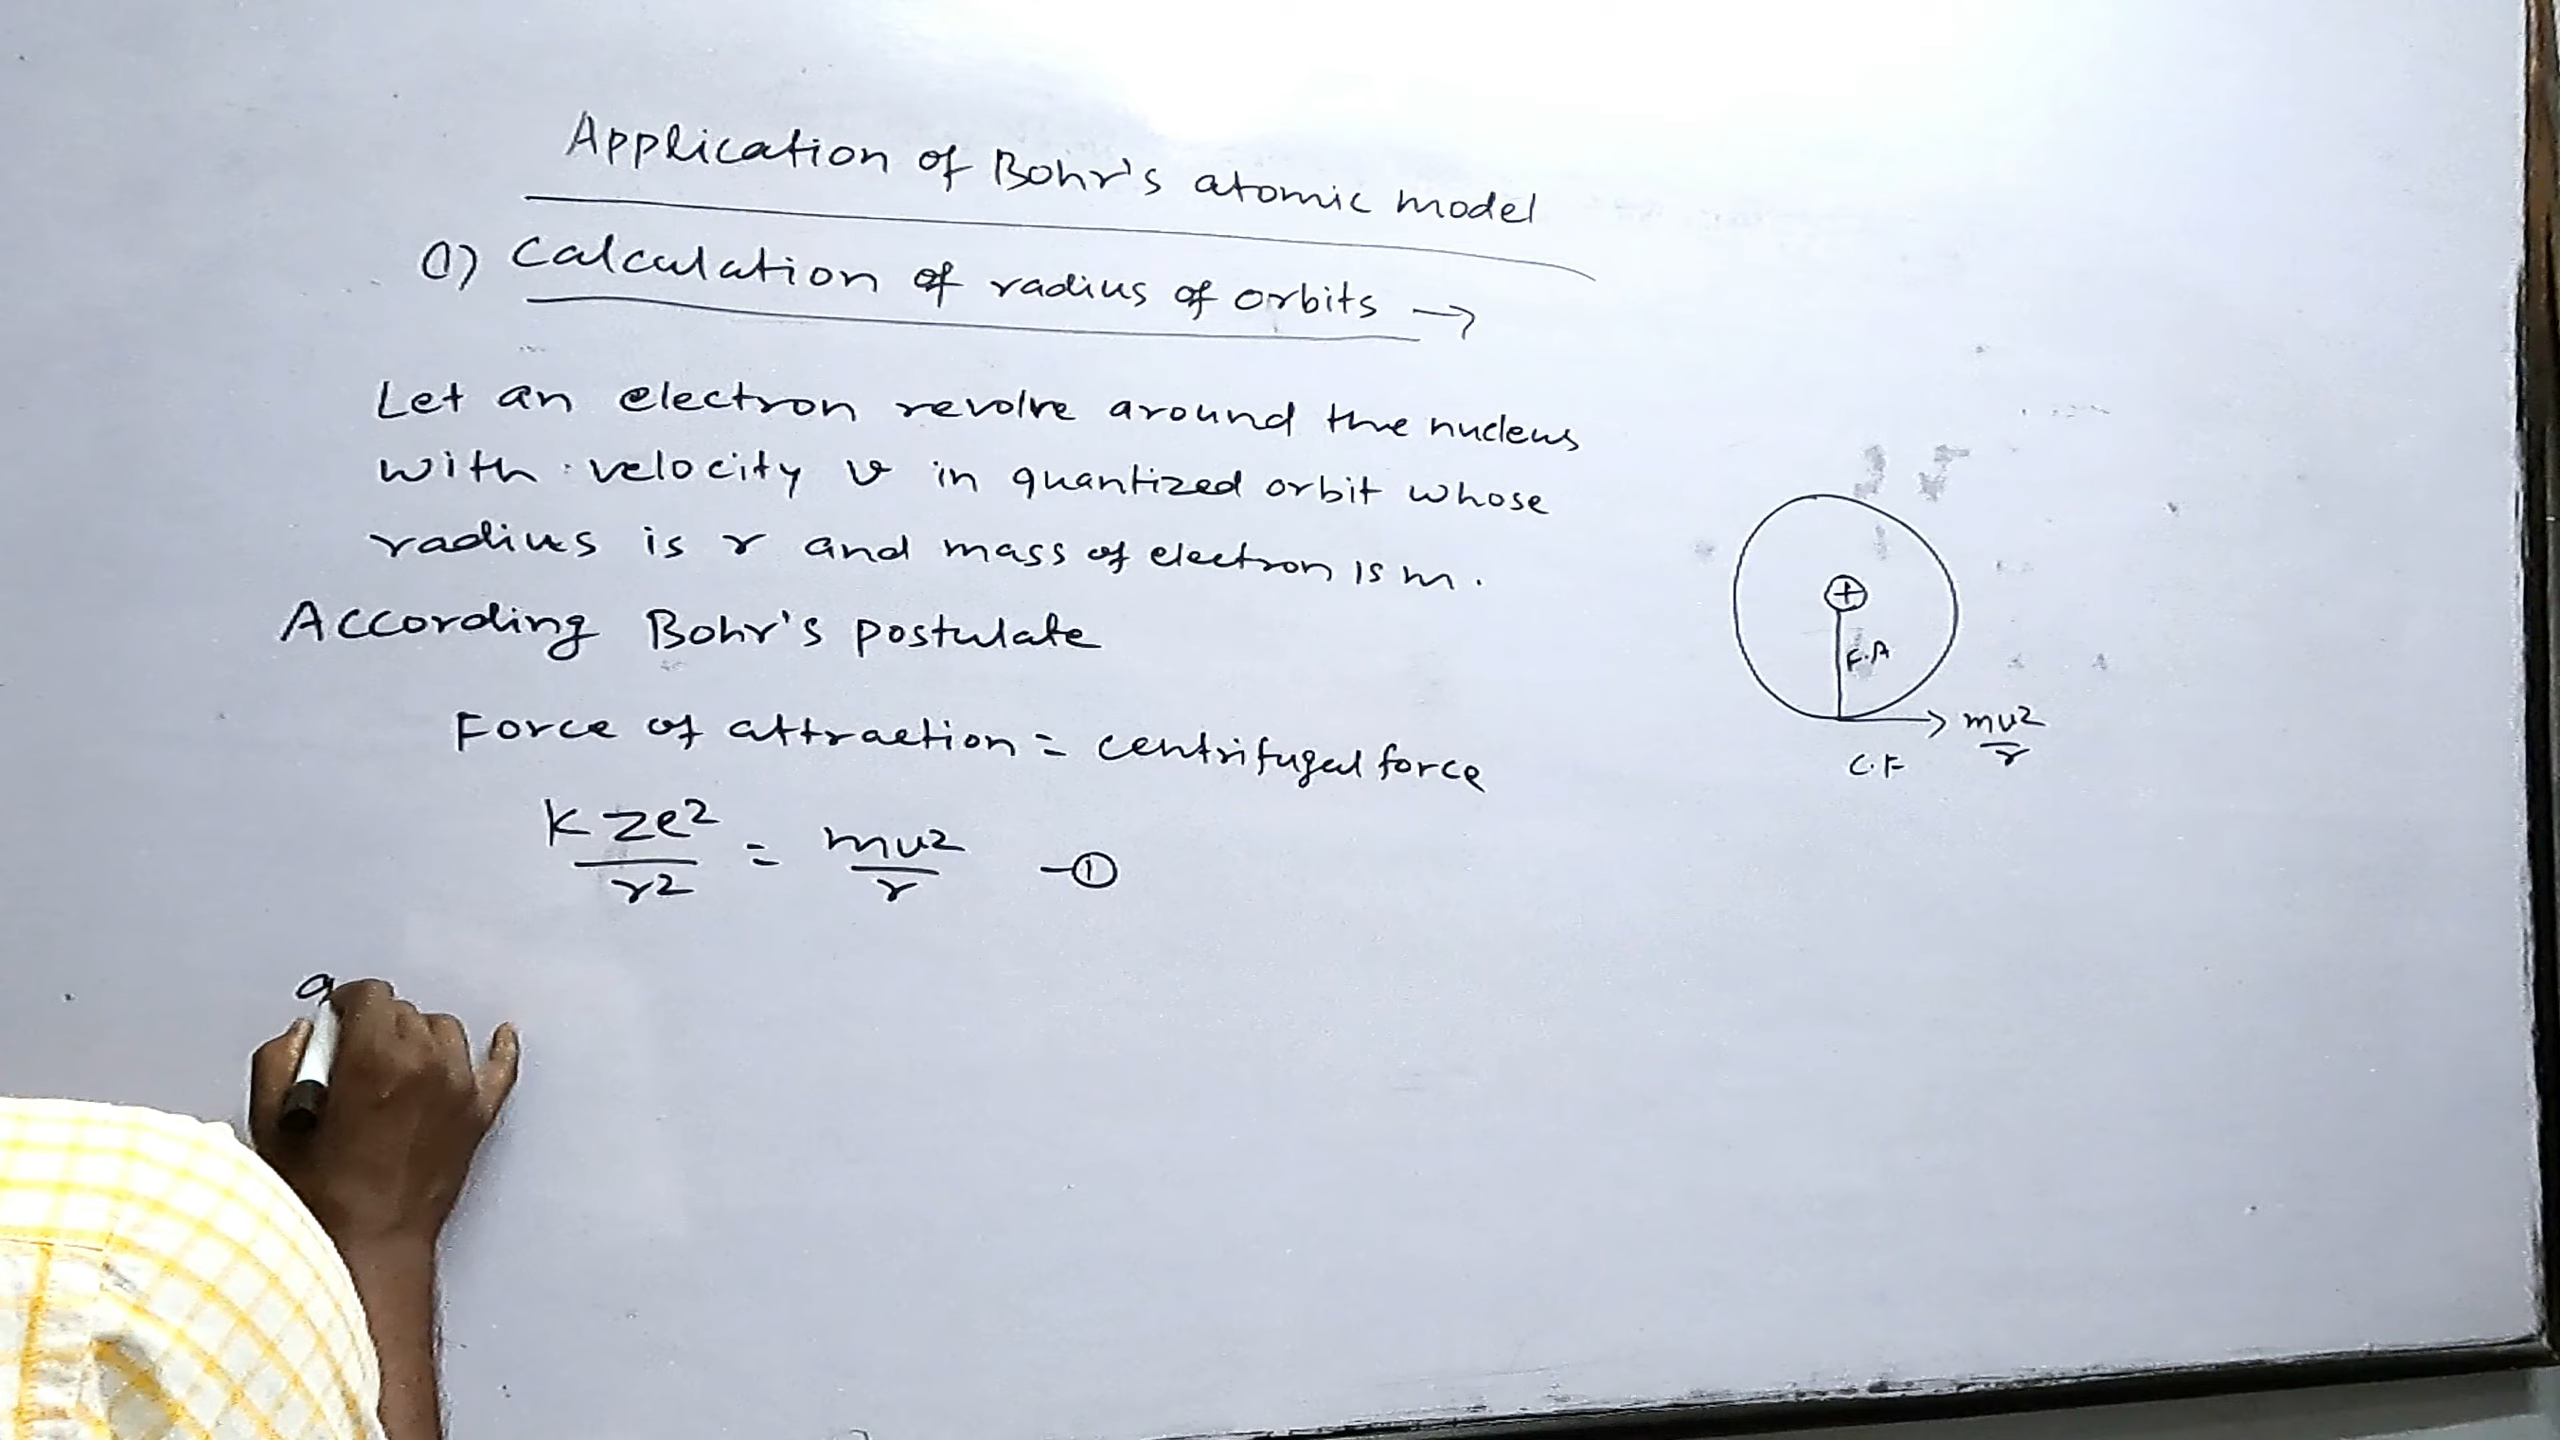 Application of Bohr's atomic model
(1) Calculation of radius of orbits →
Let an electron revolve around the nucleus
with velocity v in quantized orbit whose
radius is r and mass of electron is m.
According Bohr's postulate
Force of attraction = centrifugal force
KZe²/r² = mv²/r —①
a
+
F.A
mv²/r
C.F